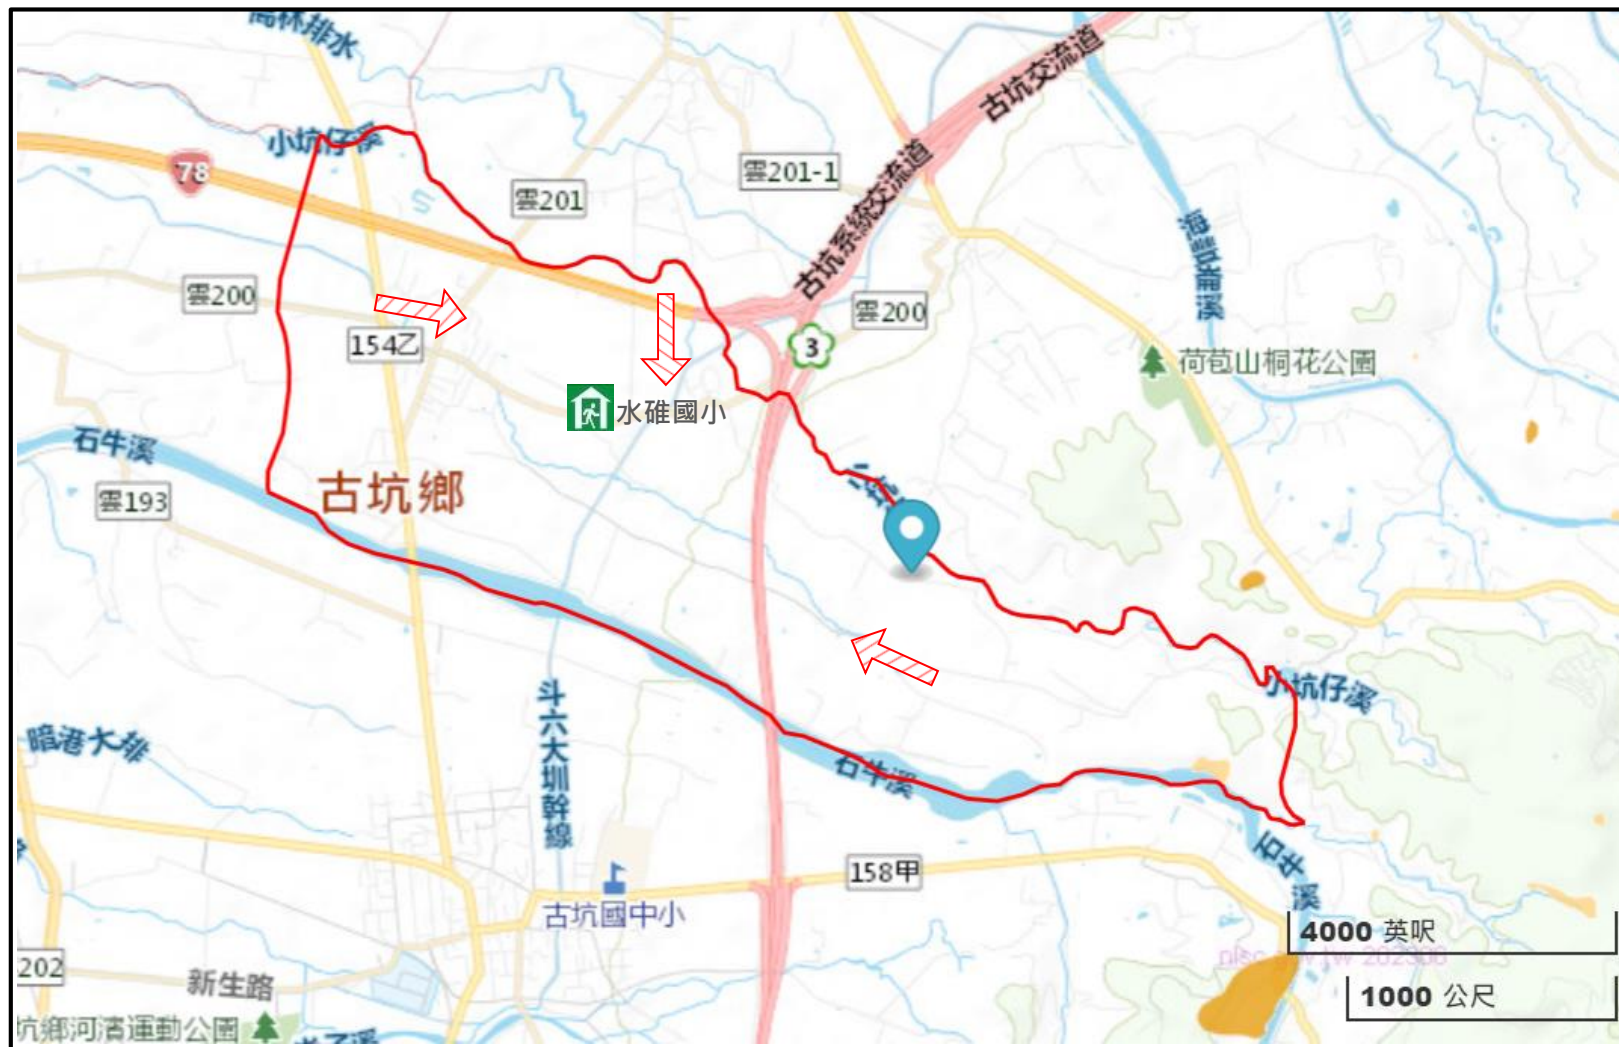 嵩林排水
古坑交流道
小坑仔溪
78
雲201-1
雲201
古坑系統交流道
雲200
雲200
154乙
3
荷苞山桐花公園
水碓國小
石牛溪
古坑鄉
雲193
小坑仔溪
斗六大圳幹線
暗港大排
石牛溪
158甲
石牛溪
古坑國中小
4000 英呎
202
新生路
1000 公尺
坑鄉河濱運動公園